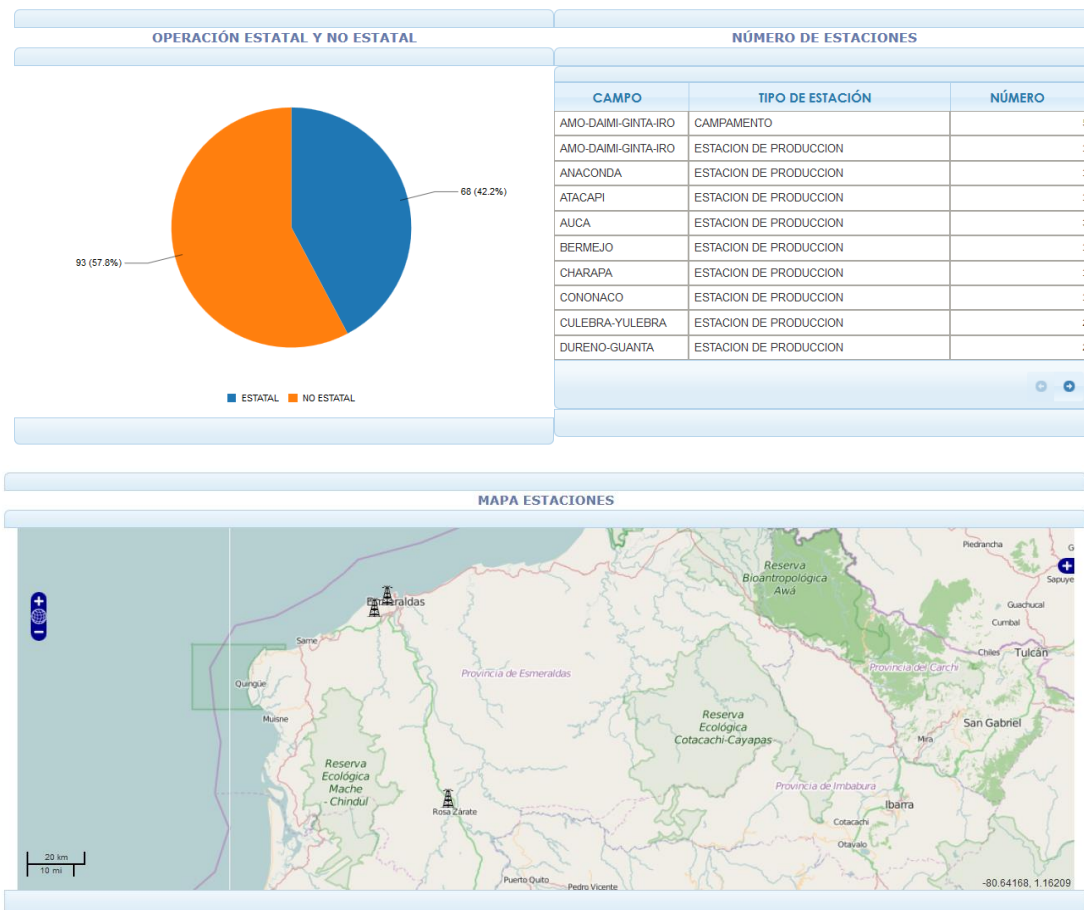 OPERACIÓN ESTATAL Y NO ESTATAL
68 (42.2%)
93 (57.8%)
ESTATAL
NO ESTATAL
NÚMERO DE ESTACIONES
CAMPO TIPO DE ESTACIÓN NÚMERO
AMO-DAIMI-GINTA-IRO CAMPAMENTO
AMO-DAIMI-GINTA-IRO ESTACION DE PRODUCCION
ANACONDA ESTACION DE PRODUCCION
ATACAPI ESTACION DE PRODUCCION
AUCA ESTACION DE PRODUCCION
BERMEJO ESTACION DE PRODUCCION
CHARAPA ESTACION DE PRODUCCION
CONONACO ESTACION DE PRODUCCION
CULEBRA-YULEBRA ESTACION DE PRODUCCION
DURENO-GUANTA ESTACION DE PRODUCCION
MAPA ESTACIONES
Piedrancha
Reserva
Bioantropológica
Awá
Sapuye
Esmeraldas
Guachucal
Cumbal
Same
Chiles
Tulcán
Provincia de Esmeraldas
Provincia del Carchi
Quingüe
Muisne
Reserva
Ecológica
Cotacachi-Cayapas
San Gabriel
Mira
Reserva
Ecológica
Mache
- Chindul
Provincia de Imbabura
Rosa Zárate
Ibarra
Cotacachi
Otavalo
20 km
10 mi
Puerto Quito
Pedro Vicente
-80.64168, 1.16209